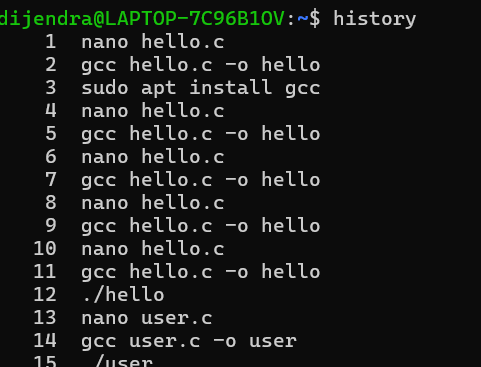 dijendra@LAPTOP-7C96B1OV:~$ history
1 nano hello.c
2 gcc hello.c -o hello
3 sudo apt install gcc
4 nano hello.c
5 gcc hello.c -o hello
6 nano hello.c
7 gcc hello.c -o hello
8 nano hello.c
9 gcc hello.c -o hello
10 nano hello.c
11 gcc hello.c -o hello
12 ./hello
13 nano user.c
14 gcc user.c -o user
15 ./user